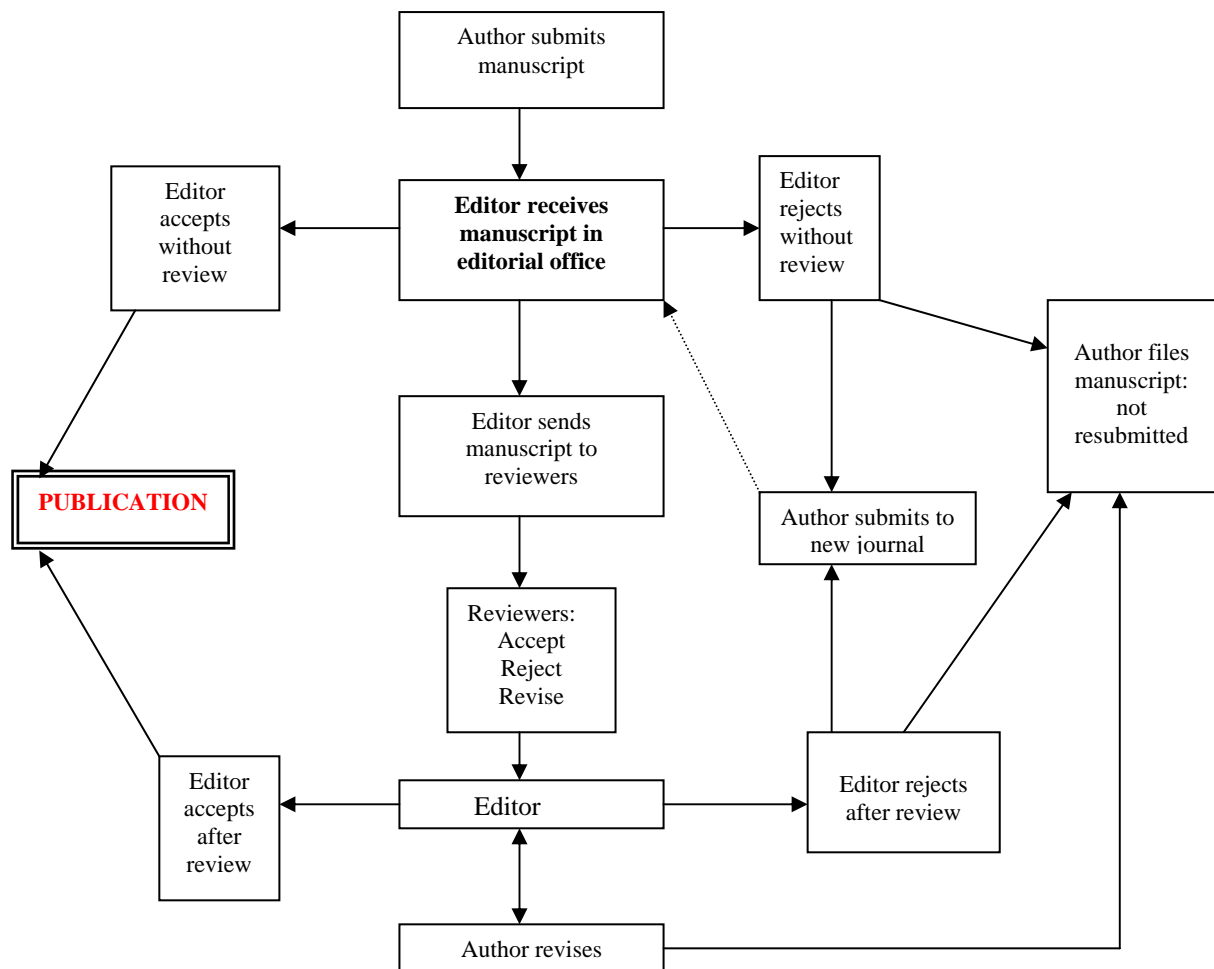 Author submits
manuscript
Editor
accepts
without
review
Editor receives
manuscript in
editorial office
Editor
rejects
without
review
Author files
manuscript:
not
resubmitted
Editor sends
manuscript to
reviewers
PUBLICATION
Author submits to
new journal
Reviewers:
Accept
Reject
Revise
Editor
accepts
after
review
Editor
Editor rejects
after review
Author revises